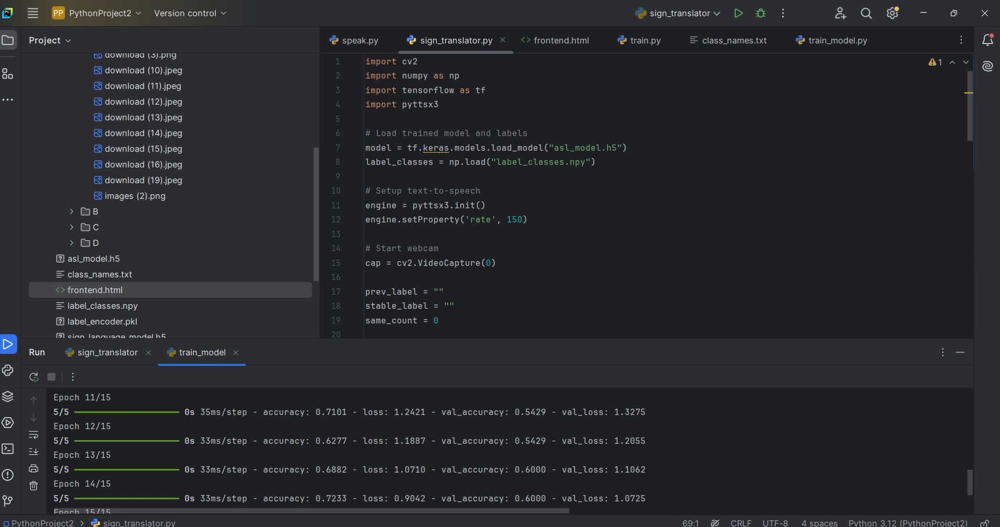 PP PythonProject2 Version control sign_translator
Project
download (3).png
download (10).jpeg
download (11).jpeg
download (12).jpeg
download (13).jpeg
download (14).jpeg
download (15).jpeg
download (16).jpeg
download (19).jpeg
images (2).png
B
C
D
asl_model.h5
class_names.txt
frontend.html
label_classes.npy
label_encoder.pkl
sign_language_model.h5
speak.py sign_translator.py frontend.html train.py class_names.txt train_model.py
1 import cv2
2 import numpy as np
3 import tensorflow as tf
4 import pyttsx3
5
6 # Load trained model and labels
7 model = tf.keras.models.load_model("asl_model.h5")
8 label_classes = np.load("label_classes.npy")
9
10 # Setup text-to-speech
11 engine = pyttsx3.init()
12 engine.setProperty('rate', 150)
13
14 # Start webcam
15 cap = cv2.VideoCapture(0)
16
17 prev_label = ""
18 stable_label = ""
19 same_count = 0
20
1
Run sign_translator train_model
Epoch 11/15
5/5 ━━━━━━━━━━━━━━━━━━━━ 0s 35ms/step - accuracy: 0.7101 - loss: 1.2421 - val_accuracy: 0.5429 - val_loss: 1.3275
Epoch 12/15
5/5 ━━━━━━━━━━━━━━━━━━━━ 0s 33ms/step - accuracy: 0.6277 - loss: 1.1887 - val_accuracy: 0.5429 - val_loss: 1.2055
Epoch 13/15
5/5 ━━━━━━━━━━━━━━━━━━━━ 0s 33ms/step - accuracy: 0.6882 - loss: 1.0710 - val_accuracy: 0.6000 - val_loss: 1.1062
Epoch 14/15
5/5 ━━━━━━━━━━━━━━━━━━━━ 0s 33ms/step - accuracy: 0.7233 - loss: 0.9042 - val_accuracy: 0.6000 - val_loss: 1.0725
Epoch 15/15
PythonProject2 > sign_translator.py 69:1 CRLF UTF-8 4 spaces Python 3.12 (PythonProject2)